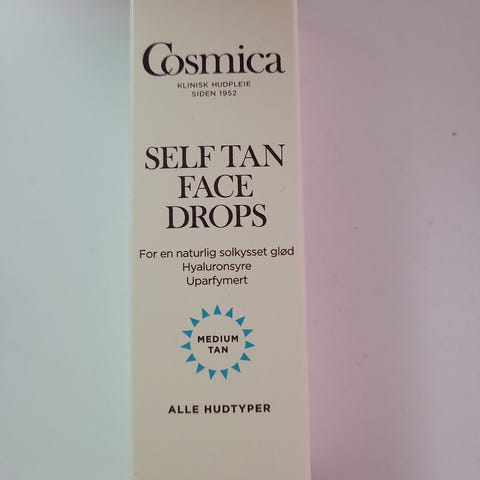 Cosmica
KLINISK HUDPLEIE
SIDEN 1952
SELF TAN
FACE
DROPS
For en naturlig solkysset glød
Hyaluronsyre
Uparfymert
MEDIUM
TAN
ALLE HUDTYPER